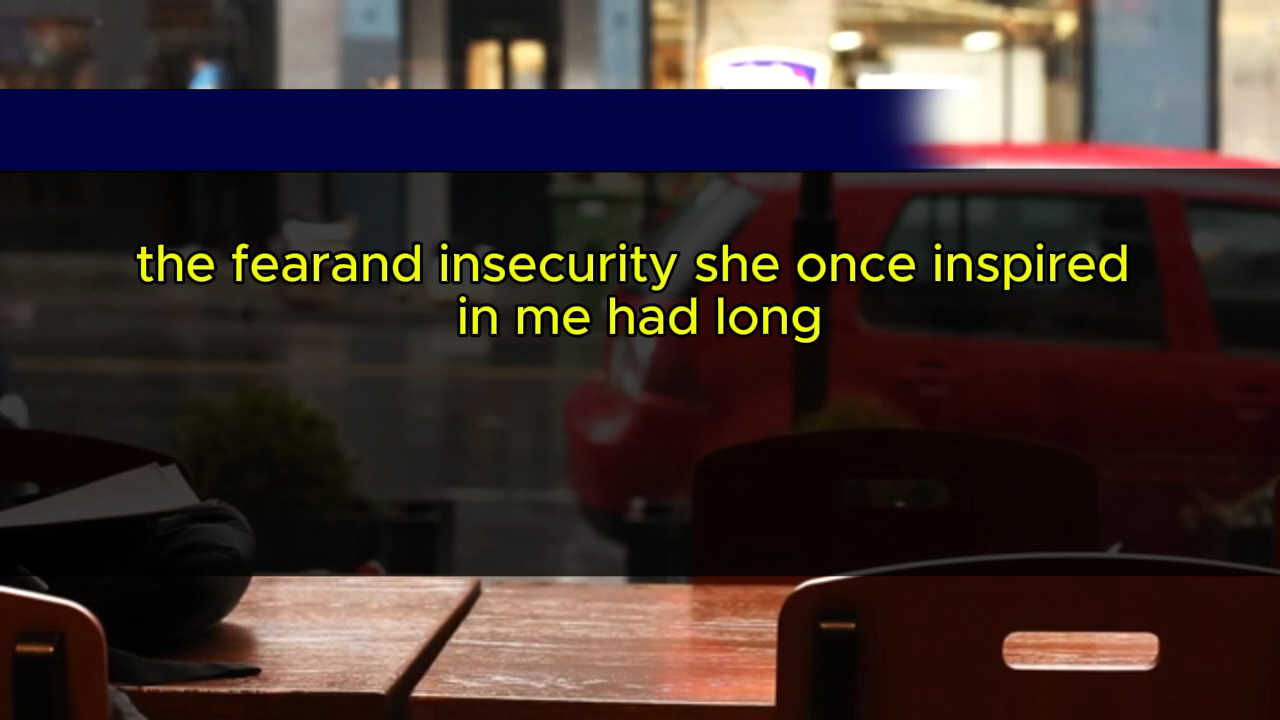 the fearand insecurity she once inspired
in me had long